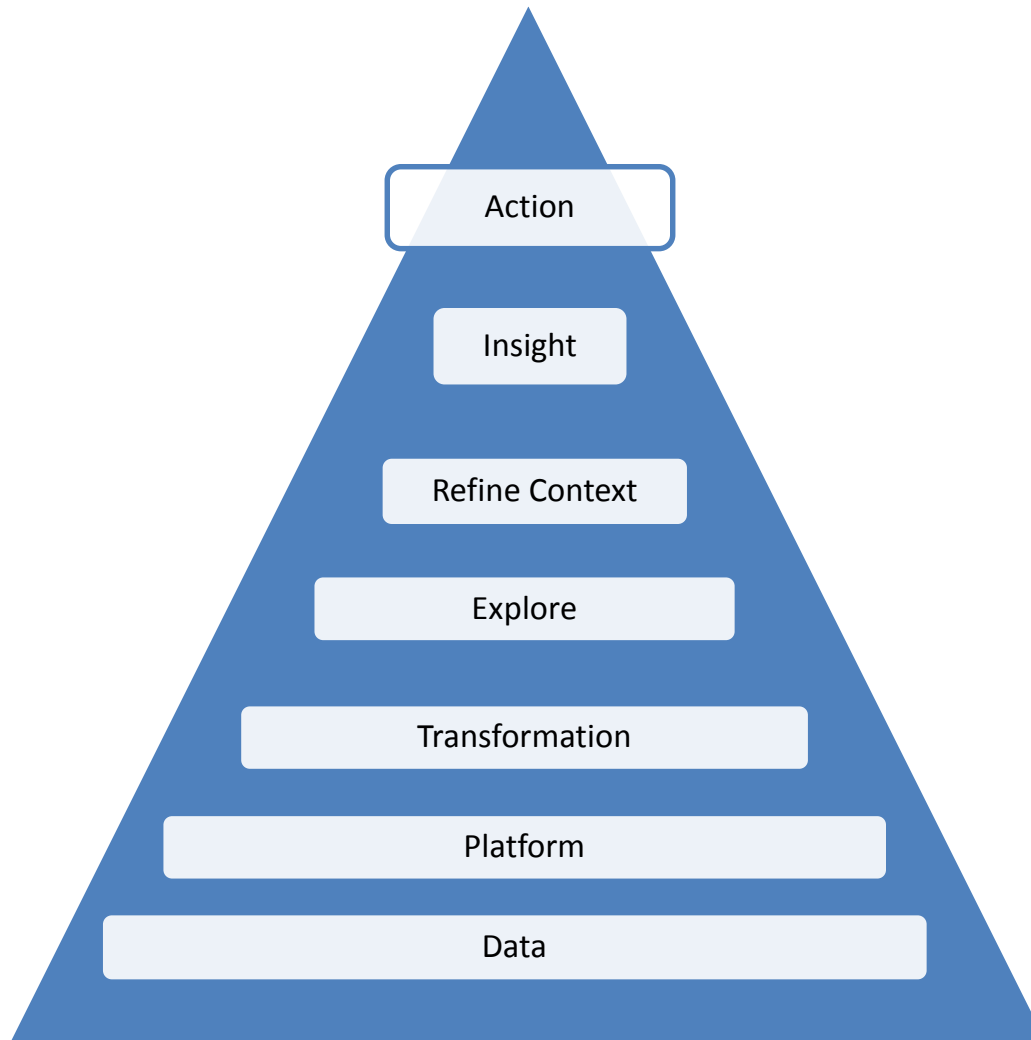 Action
Insight
Refine Context
Explore
Transformation
Platform
Data